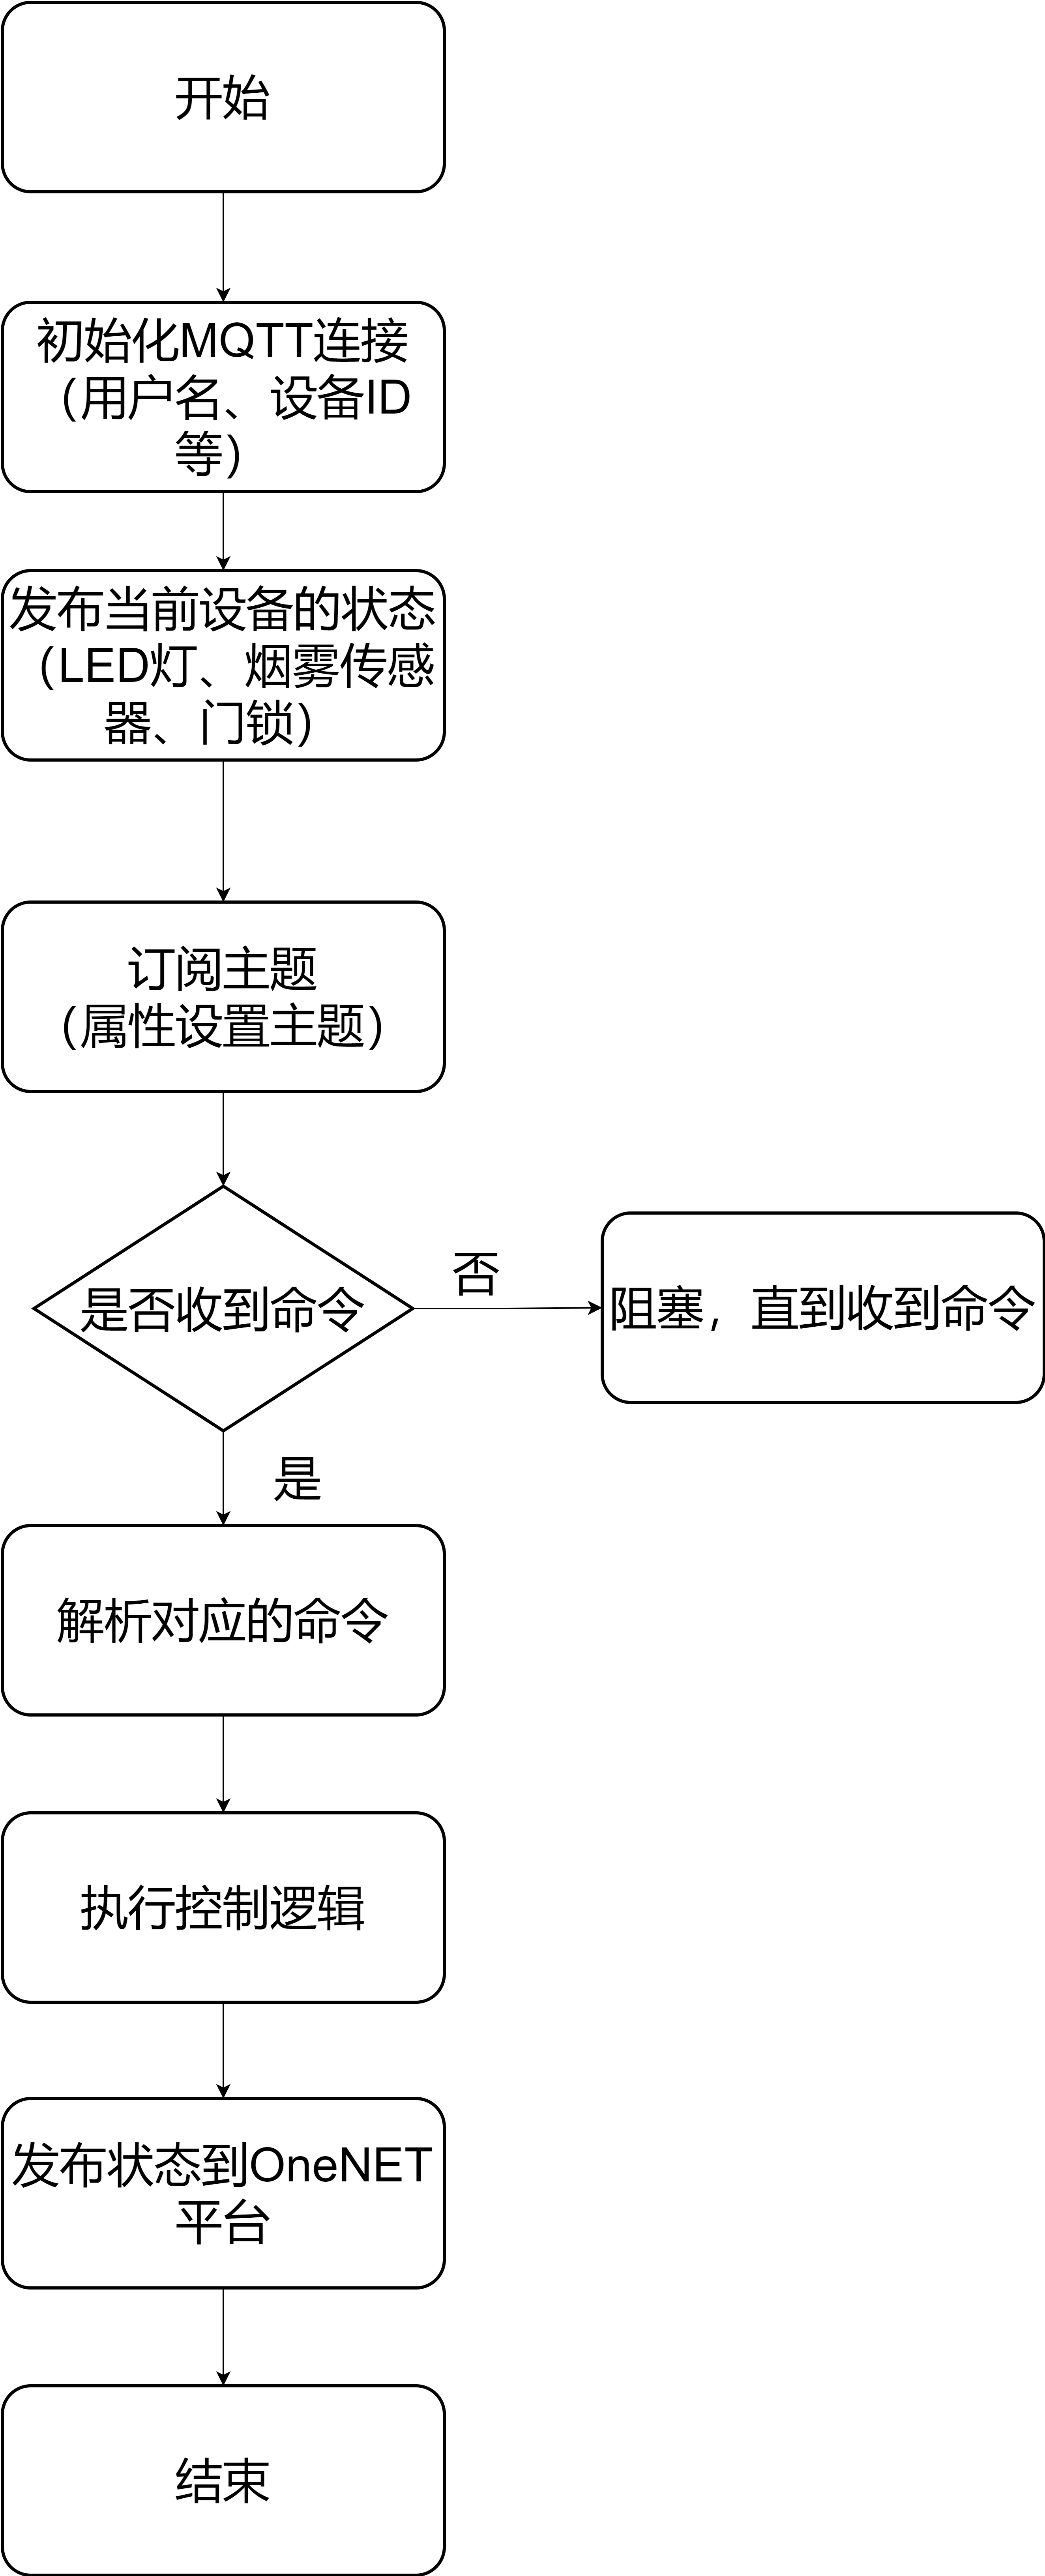 开始
初始化MQTT连接
（用户名、设备ID
等）
发布当前设备的状态
（LED灯、烟雾传感
器、门锁）
订阅主题
（属性设置主题）
否
是否收到命令
阻塞，直到收到命令
是
解析对应的命令
执行控制逻辑
发布状态到OneNET
平台
结束